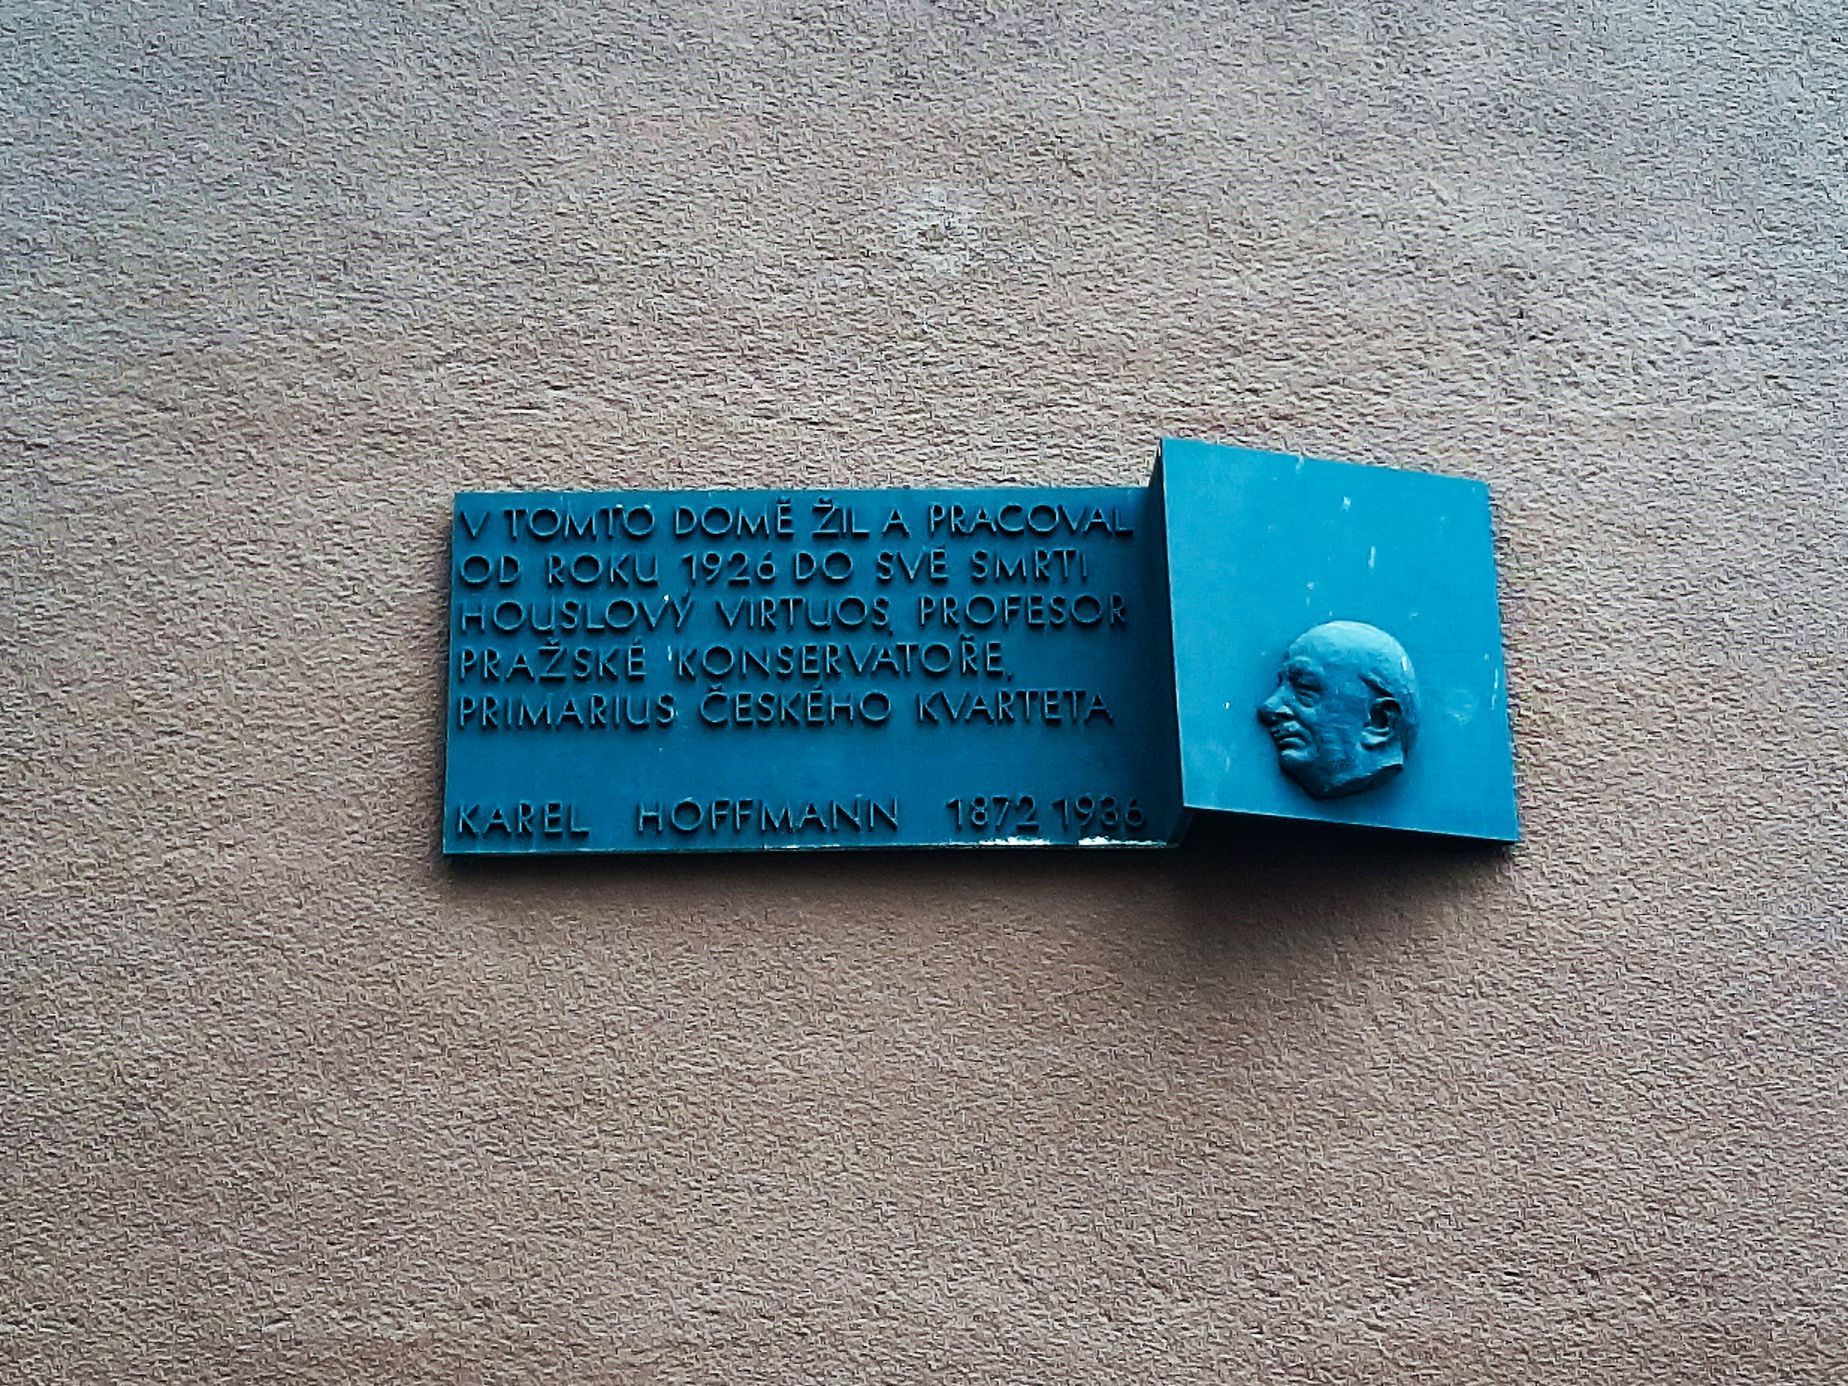 V TOMTO DOMĚ ŽIL A PRACOVAL
OD ROKU 1926 DO SVÉ SMRTI
HOUSLOVÝ VIRTUOS, PROFESOR
PRAŽSKÉ KONSERVATOŘE,
PRIMARIUS ČESKÉHO KVARTETA
KAREL HOFFMANN 1872 1936